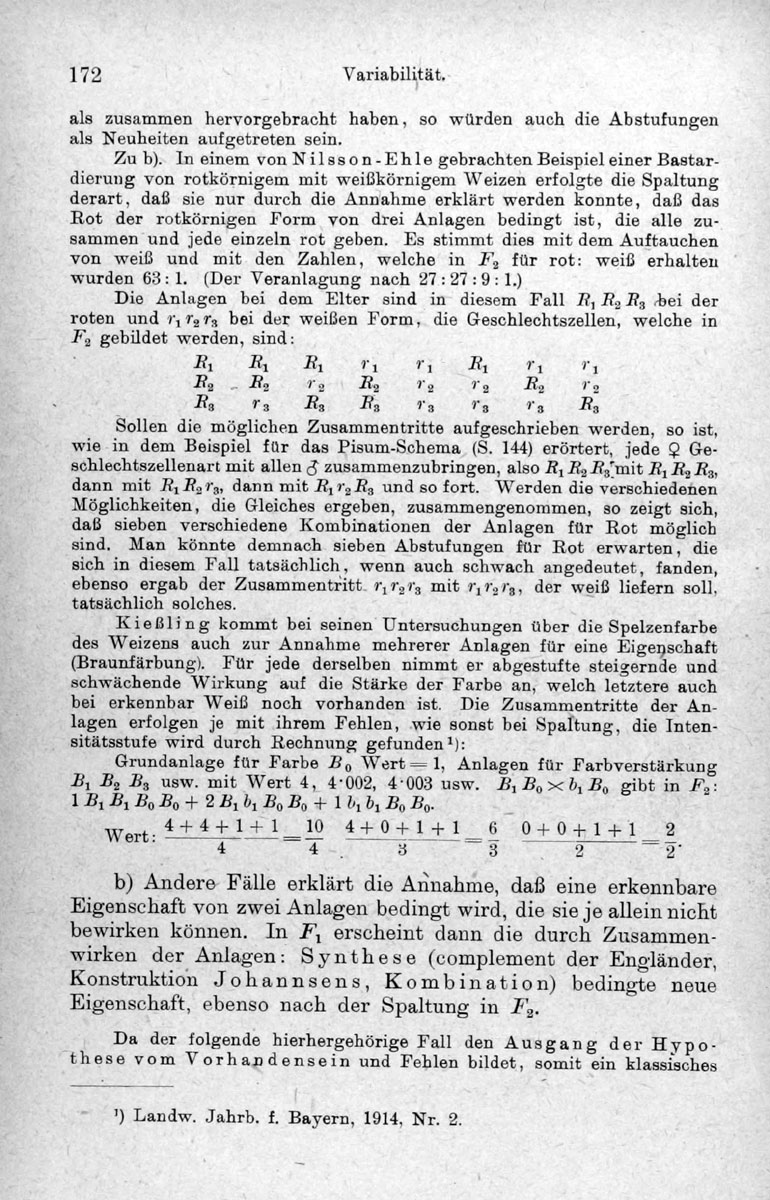 172 Variabilität.
als zusammen hervorgebracht haben, so würden auch die Abstufungen
als Neuheiten aufgetreten sein.
Zu b). In einem von Nilsson-Ehle gebrachten Beispiel einer Bastar-
dierung von rotkörnigem mit weißkörnigem Weizen erfolgte die Spaltung
derart, daß sie nur durch die Annahme erklärt werden konnte, daß das
Rot der rotkörnigen Form von drei Anlagen bedingt ist, die alle zu-
sammen und jede einzeln rot geben. Es stimmt dies mit dem Auftauchen
von weiß und mit den Zahlen, welche in F₂ für rot: weiß erhalten
wurden 63:1. (Der Veranlagung nach 27:27:9:1.)
Die Anlagen bei dem Elter sind in diesem Fall R₁ R₂ R₃ bei der
roten und r₁ r₂ r₃ bei der weißen Form, die Geschlechtszellen, welche in
F₂ gebildet werden, sind:
R₁ R₁ R₁ r₁ r₁ R₁ r₁ r₁
R₂ R₂ r₂ R₂ r₂ r₂ R₂ r₂
R₃ r₃ R₃ R₃ r₃ r₃ r₃ R₃
Sollen die möglichen Zusammentritte aufgeschrieben werden, so ist,
wie in dem Beispiel für das Pisum-Schema (S. 144) erörtert, jede ♀ Ge-
schlechtszellenart mit allen ♂ zusammenzubringen, also R₁ R₂ R₃ mit R₁ R₂ R₃,
dann mit R₁ R₂ r₃, dann mit R₁ r₂ R₃ und so fort. Werden die verschiedenen
Möglichkeiten, die Gleiches ergeben, zusammengenommen, so zeigt sich,
daß sieben verschiedene Kombinationen der Anlagen für Rot möglich
sind. Man könnte demnach sieben Abstufungen für Rot erwarten, die
sich in diesem Fall tatsächlich, wenn auch schwach angedeutet, fanden,
ebenso ergab der Zusammentritt r₁ r₂ r₃ mit r₁ r₂ r₃, der weiß liefern soll,
tatsächlich solches.
Kießling kommt bei seinen Untersuchungen über die Spelzenfarbe
des Weizens auch zur Annahme mehrerer Anlagen für eine Eigenschaft
(Braunfärbung). Für jede derselben nimmt er abgestufte steigernde und
schwächende Wirkung auf die Stärke der Farbe an, welch letztere auch
bei erkennbar Weiß noch vorhanden ist. Die Zusammentritte der An-
lagen erfolgen je mit ihrem Fehlen, wie sonst bei Spaltung, die Inten-
sitätsstufe wird durch Rechnung gefunden¹):
Grundanlage für Farbe B₀ Wert = 1, Anlagen für Farbverstärkung
B₁ B₂ B₃ usw. mit Wert 4, 4·002, 4·003 usw. B₁ B₀ × b₁ B₀ gibt in F₂:
1 B₁ B₁ B₀ B₀ + 2 B₁ b₁ B₀ B₀ + 1 b₁ b₁ B₀ B₀.
Wert: (4 + 4 + 1 + 1)/4 = 10/4 (4 + 0 + 1 + 1)/3 = 6/3 (0 + 0 + 1 + 1)/2 = 2/2.
b) Andere Fälle erklärt die Annahme, daß eine erkennbare
Eigenschaft von zwei Anlagen bedingt wird, die sie je allein nicht
bewirken können. In F₁ erscheint dann die durch Zusammen-
wirken der Anlagen: Synthese (complement der Engländer,
Konstruktion Johannsens, Kombination) bedingte neue
Eigenschaft, ebenso nach der Spaltung in F₂.
Da der folgende hierhergehörige Fall den Ausgang der Hypo-
these vom Vorhandensein und Fehlen bildet, somit ein klassisches
¹) Landw. Jahrb. f. Bayern, 1914, Nr. 2.